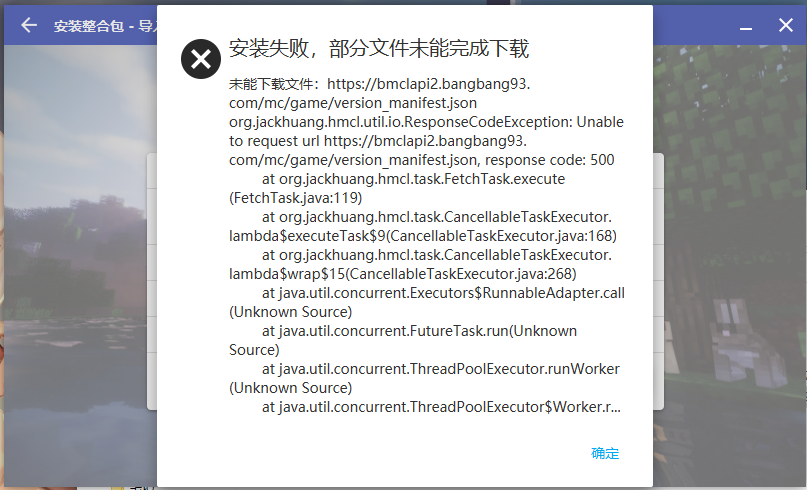 安装整合包 - 导入
安装失败，部分文件未能完成下载
未能下载文件：https://bmclapi2.bangbang93.
com/mc/game/version_manifest.json
org.jackhuang.hmcl.util.io.ResponseCodeException: Unable
to request url https://bmclapi2.bangbang93.
com/mc/game/version_manifest.json, response code: 500
at org.jackhuang.hmcl.task.FetchTask.execute
(FetchTask.java:119)
at org.jackhuang.hmcl.task.CancellableTaskExecutor.
lambda$executeTask$9(CancellableTaskExecutor.java:168)
at org.jackhuang.hmcl.task.CancellableTaskExecutor.
lambda$wrap$15(CancellableTaskExecutor.java:268)
at java.util.concurrent.Executors$RunnableAdapter.call
(Unknown Source)
at java.util.concurrent.FutureTask.run(Unknown
Source)
at java.util.concurrent.ThreadPoolExecutor.runWorker
(Unknown Source)
at java.util.concurrent.ThreadPoolExecutor$Worker.r...
确定